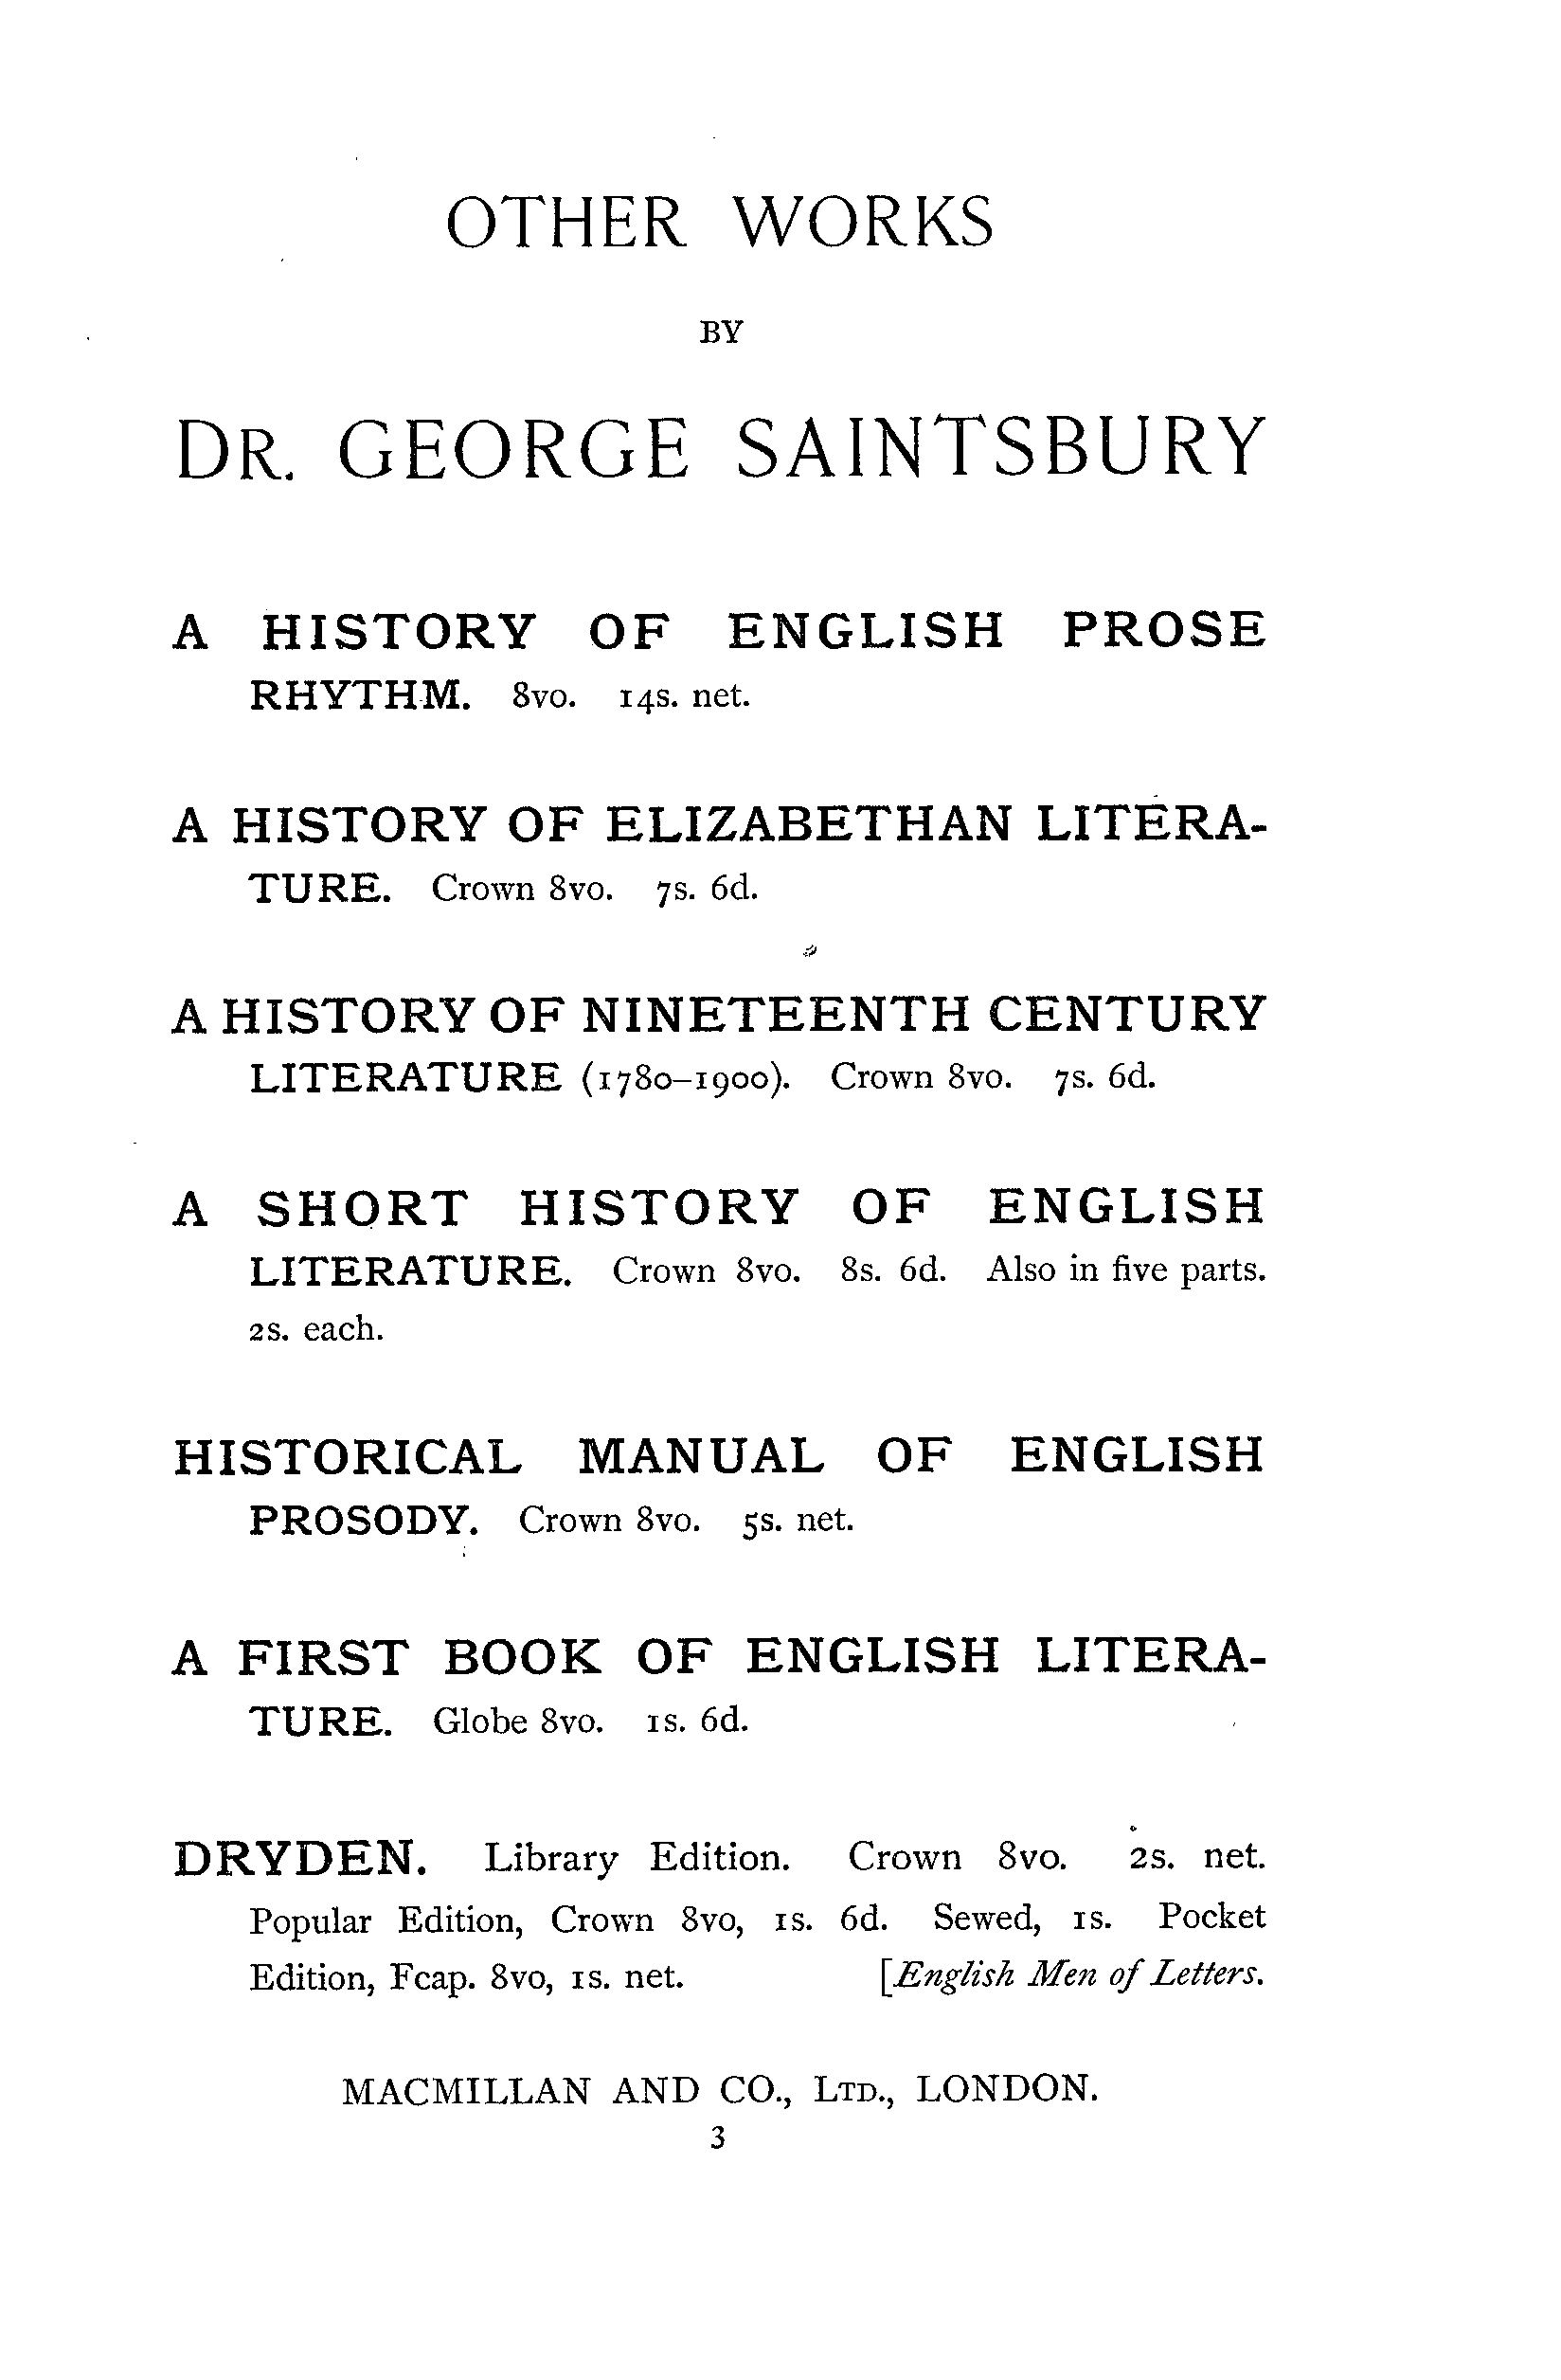 OTHER WORKS
BY
DR. GEORGE SAINTSBURY
A HISTORY OF ENGLISH PROSE
RHYTHM. 8vo. 14s. net.
A HISTORY OF ELIZABETHAN LITERA-
TURE. Crown 8vo. 7s. 6d.
A HISTORY OF NINETEENTH CENTURY
LITERATURE (1780–1900). Crown 8vo. 7s. 6d.
A SHORT HISTORY OF ENGLISH
LITERATURE. Crown 8vo. 8s. 6d. Also in five parts.
2s. each.
HISTORICAL MANUAL OF ENGLISH
PROSODY. Crown 8vo. 5s. net.
A FIRST BOOK OF ENGLISH LITERA-
TURE. Globe 8vo. 1s. 6d.
DRYDEN. Library Edition. Crown 8vo. 2s. net.
Popular Edition, Crown 8vo, 1s. 6d. Sewed, 1s. Pocket
Edition, Fcap. 8vo, 1s. net. [English Men of Letters.
MACMILLAN AND CO., LTD., LONDON.
3